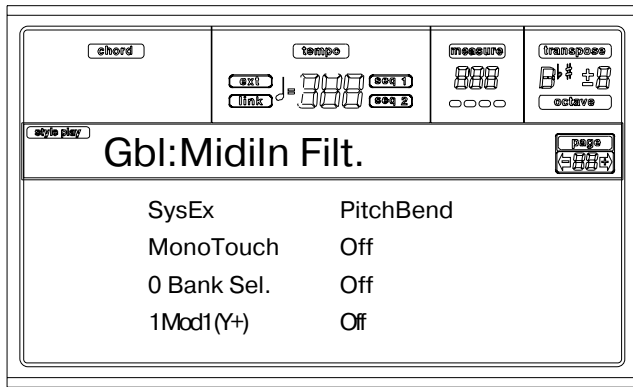 chord
tempo
measure
transpose
ext
seq 1
link
seq 2
octave
style play
Gbl:MidiIn Filt.
page
SysEx PitchBend
MonoTouch Off
0 Bank Sel. Off
1Mod1(Y+) Off